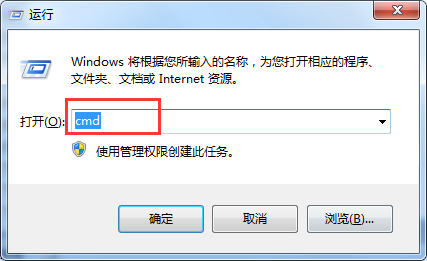 运行
Windows 将根据您所输入的名称，为您打开相应的程序、
文件夹、文档或 Internet 资源。
打开(O):
cmd
使用管理权限创建此任务。
确定
取消
浏览(B)...